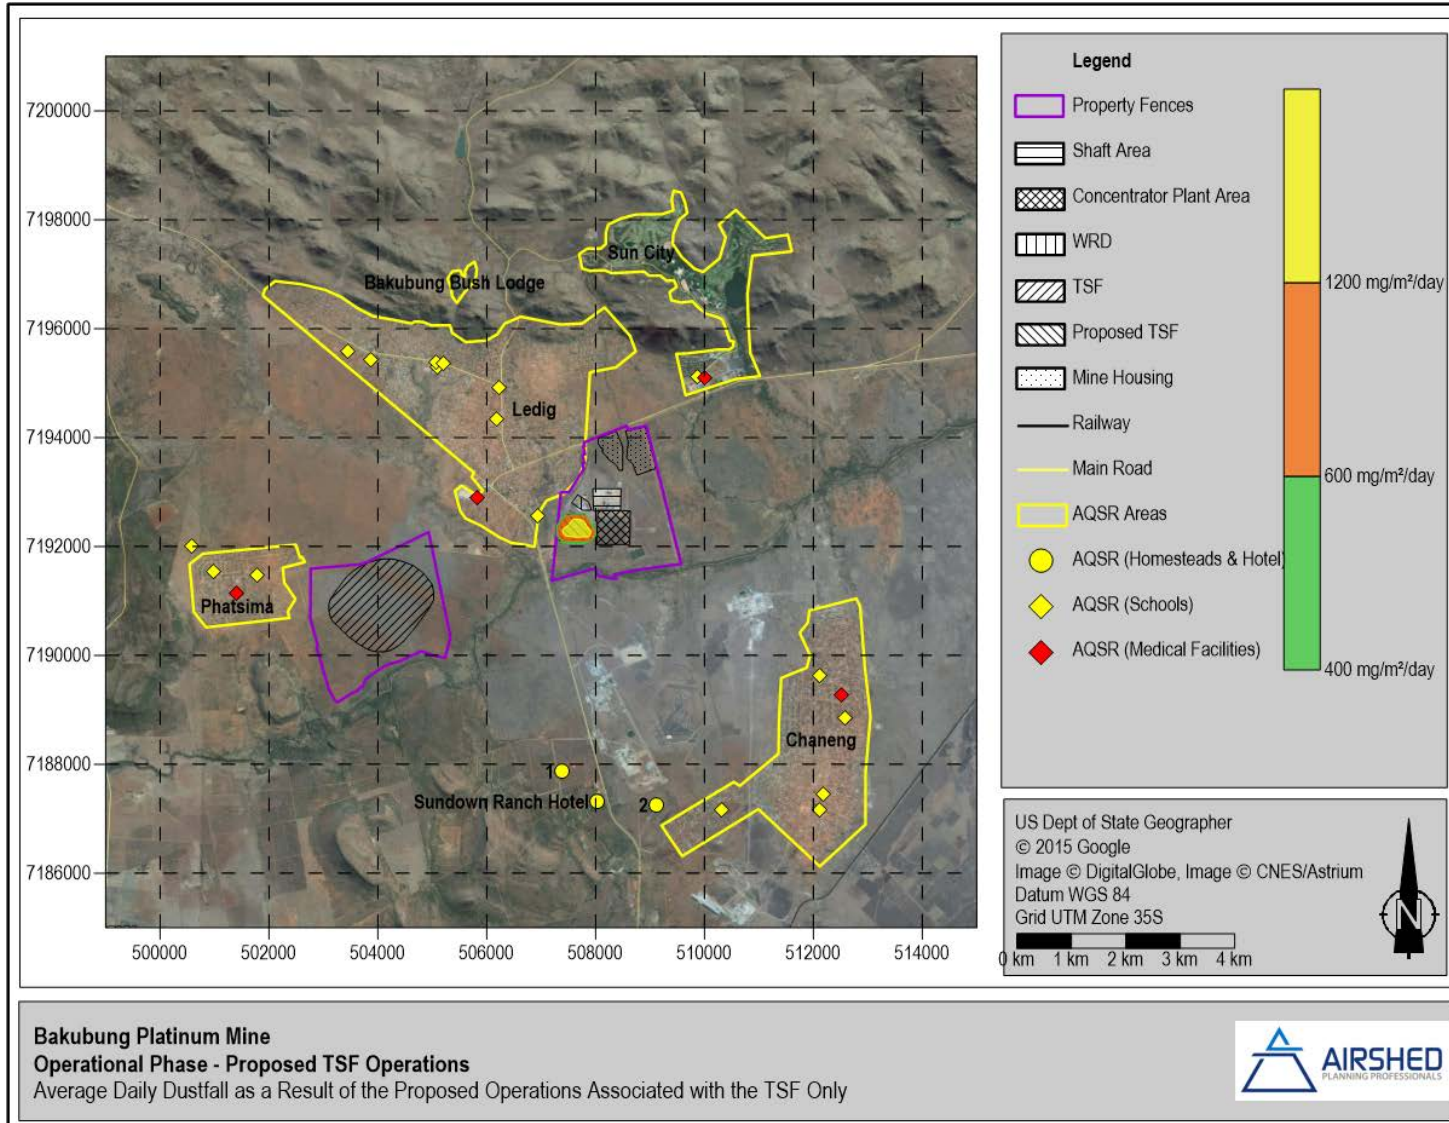 7200000
7198000
7196000
7194000
7192000
7190000
7188000
7186000
500000 502000 504000 506000 508000 510000 512000 514000
Sun City
Bakubung Bush Lodge
Ledig
Phatsima
Chaneng
1
Sundown Ranch Hotel
2
Legend
Property Fences
Shaft Area
Concentrator Plant Area
WRD
TSF
Proposed TSF
Mine Housing
Railway
Main Road
AQSR Areas
AQSR (Homesteads & Hotel)
AQSR (Schools)
AQSR (Medical Facilities)
1200 mg/m²/day
600 mg/m²/day
400 mg/m²/day
US Dept of State Geographer
© 2015 Google
Image © DigitalGlobe, Image © CNES/Astrium
Datum WGS 84
Grid UTM Zone 35S
0 km 1 km 2 km 3 km 4 km
N
Bakubung Platinum Mine
Operational Phase - Proposed TSF Operations
Average Daily Dustfall as a Result of the Proposed Operations Associated with the TSF Only
AIRSHED
PLANNING PROFESSIONALS